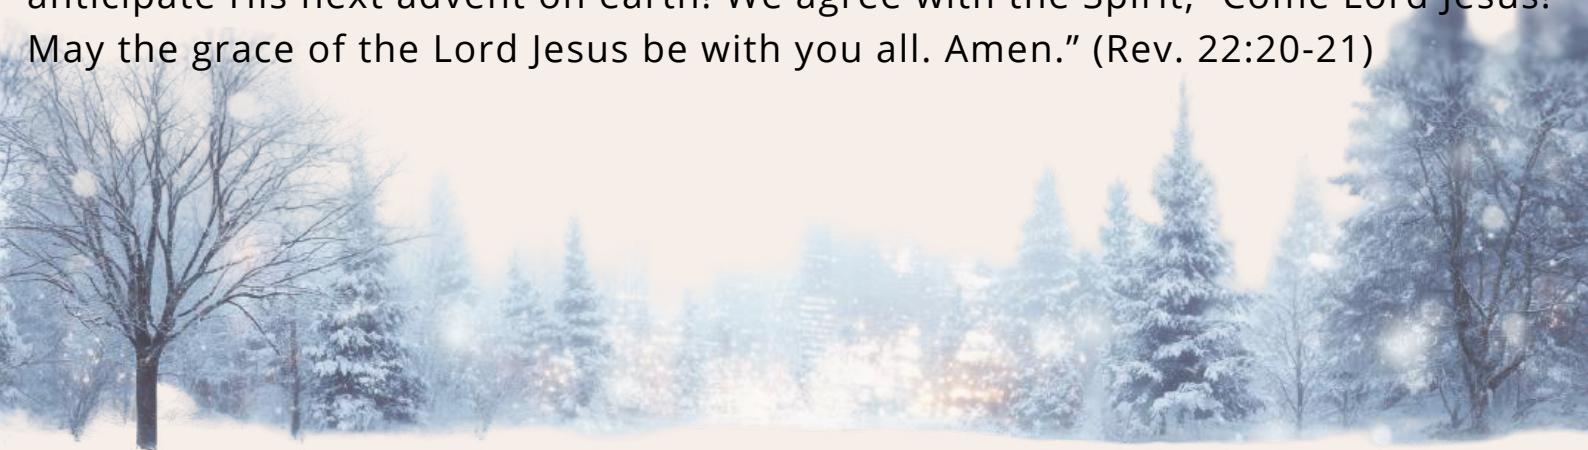 anticipate His next advent on earth! We agree with the Spirit, “Come Lord Jesus!
May the grace of the Lord Jesus be with you all. Amen.” (Rev. 22:20-21)